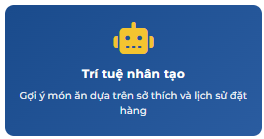 Trí tuệ nhân tạo
Gợi ý món ăn dựa trên sở thích và lịch sử đặt
hàng